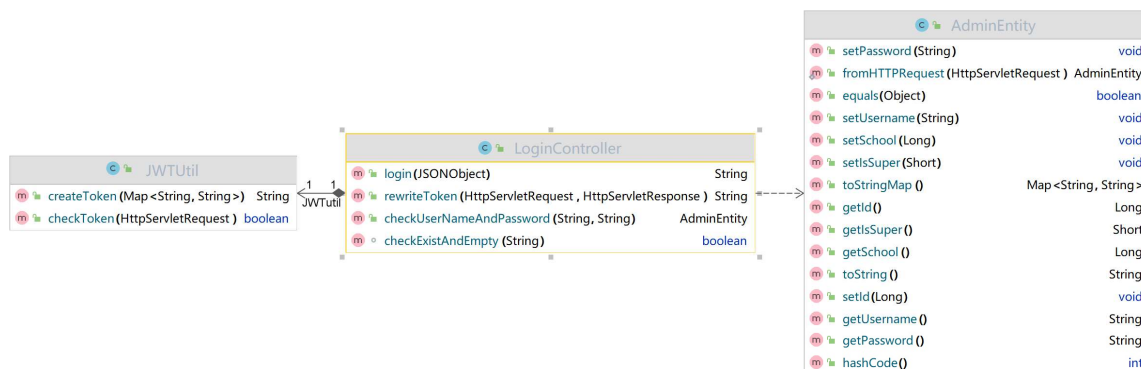 AdminEntity
setPassword(String) void
fromHTTPRequest(HttpServletRequest) AdminEntity
equals(Object) boolean
setUsername(String) void
setSchool(Long) void
setIsSuper(Short) void
toStringMap() Map<String, String>
getId() Long
getIsSuper() Short
getSchool() Long
toString() String
setId(Long) void
getUsername() String
getPassword() String
hashCode() int
LoginController
login(JSONObject) String
rewriteToken(HttpServletRequest, HttpServletResponse) String
checkUserNameAndPassword(String, String) AdminEntity
checkExistAndEmpty(String) boolean
JWTUtil
createToken(Map<String, String>) String
checkToken(HttpServletRequest) boolean
1 1
JWTutil